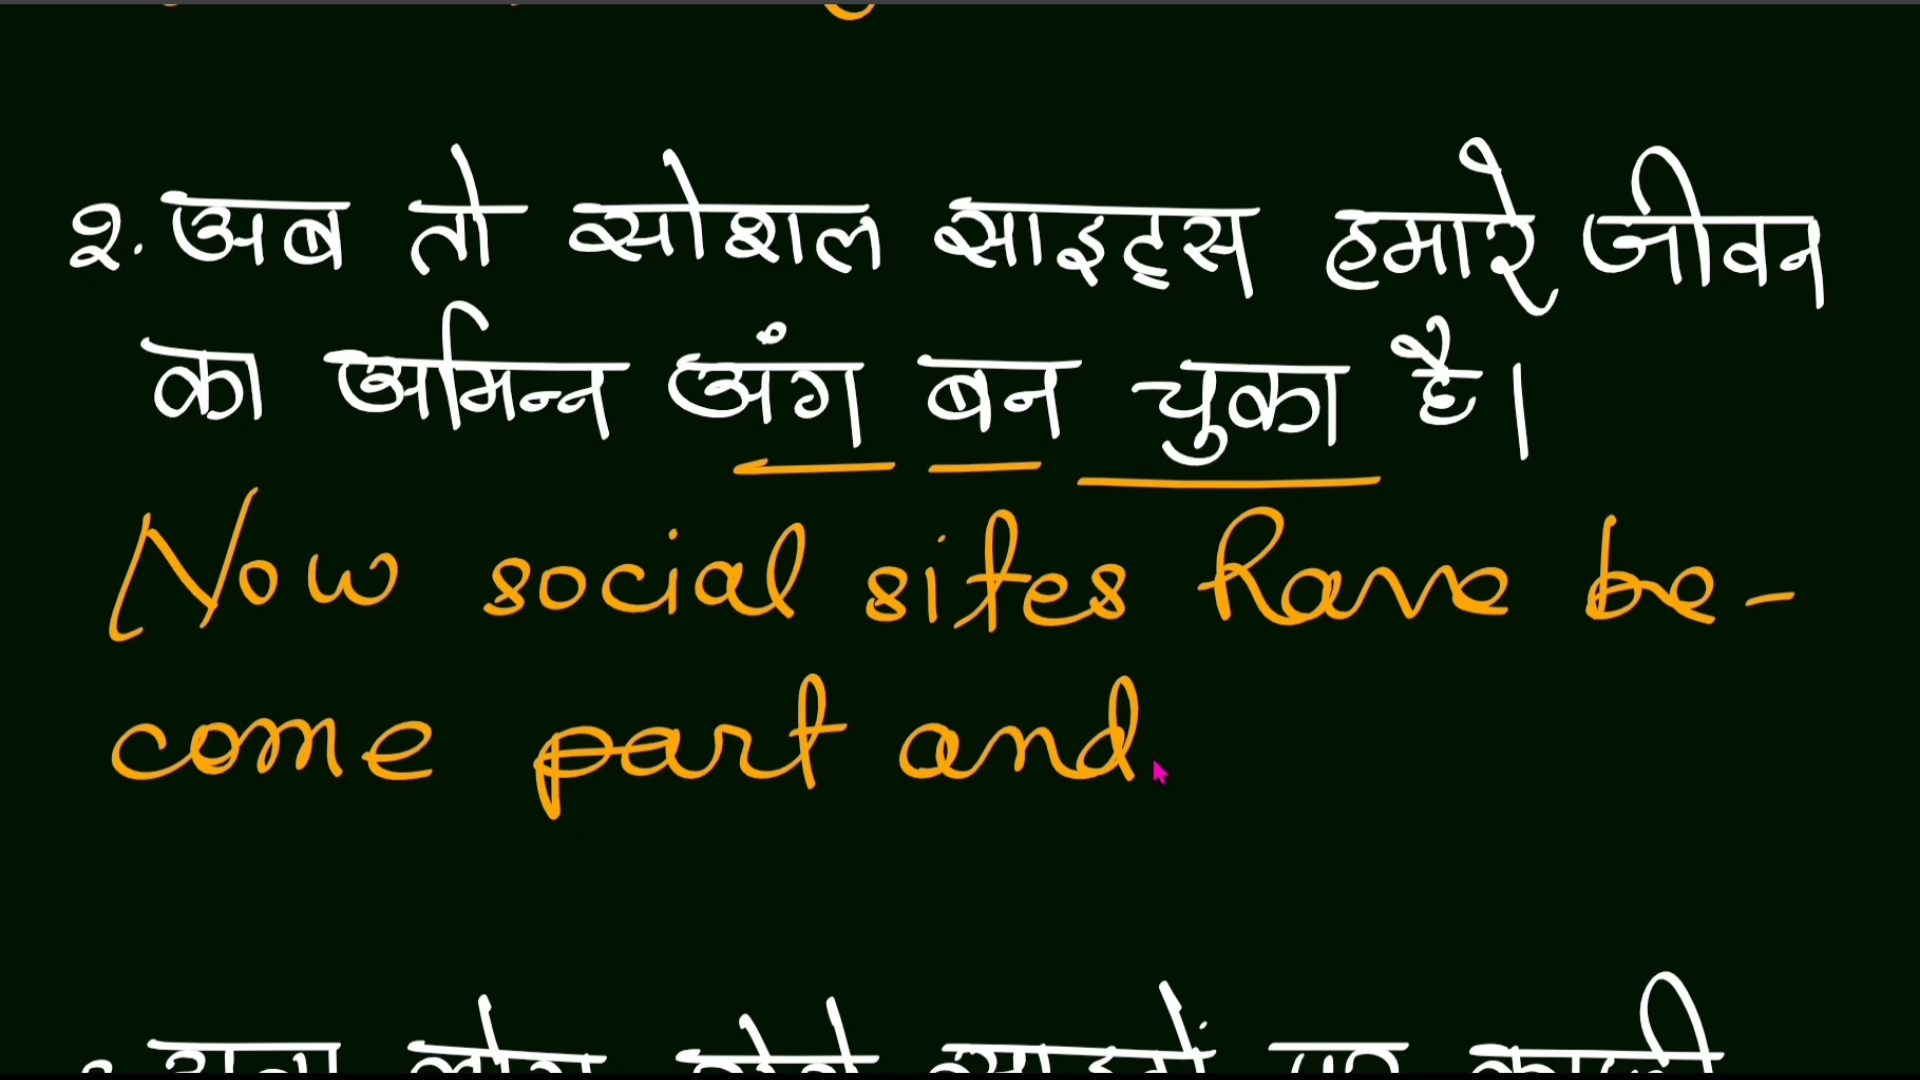 २. अब तो सोशल साइट्स हमारे जीवन
का अभिन्न अंग बन चुका है।
Now social sites have be-
come part and